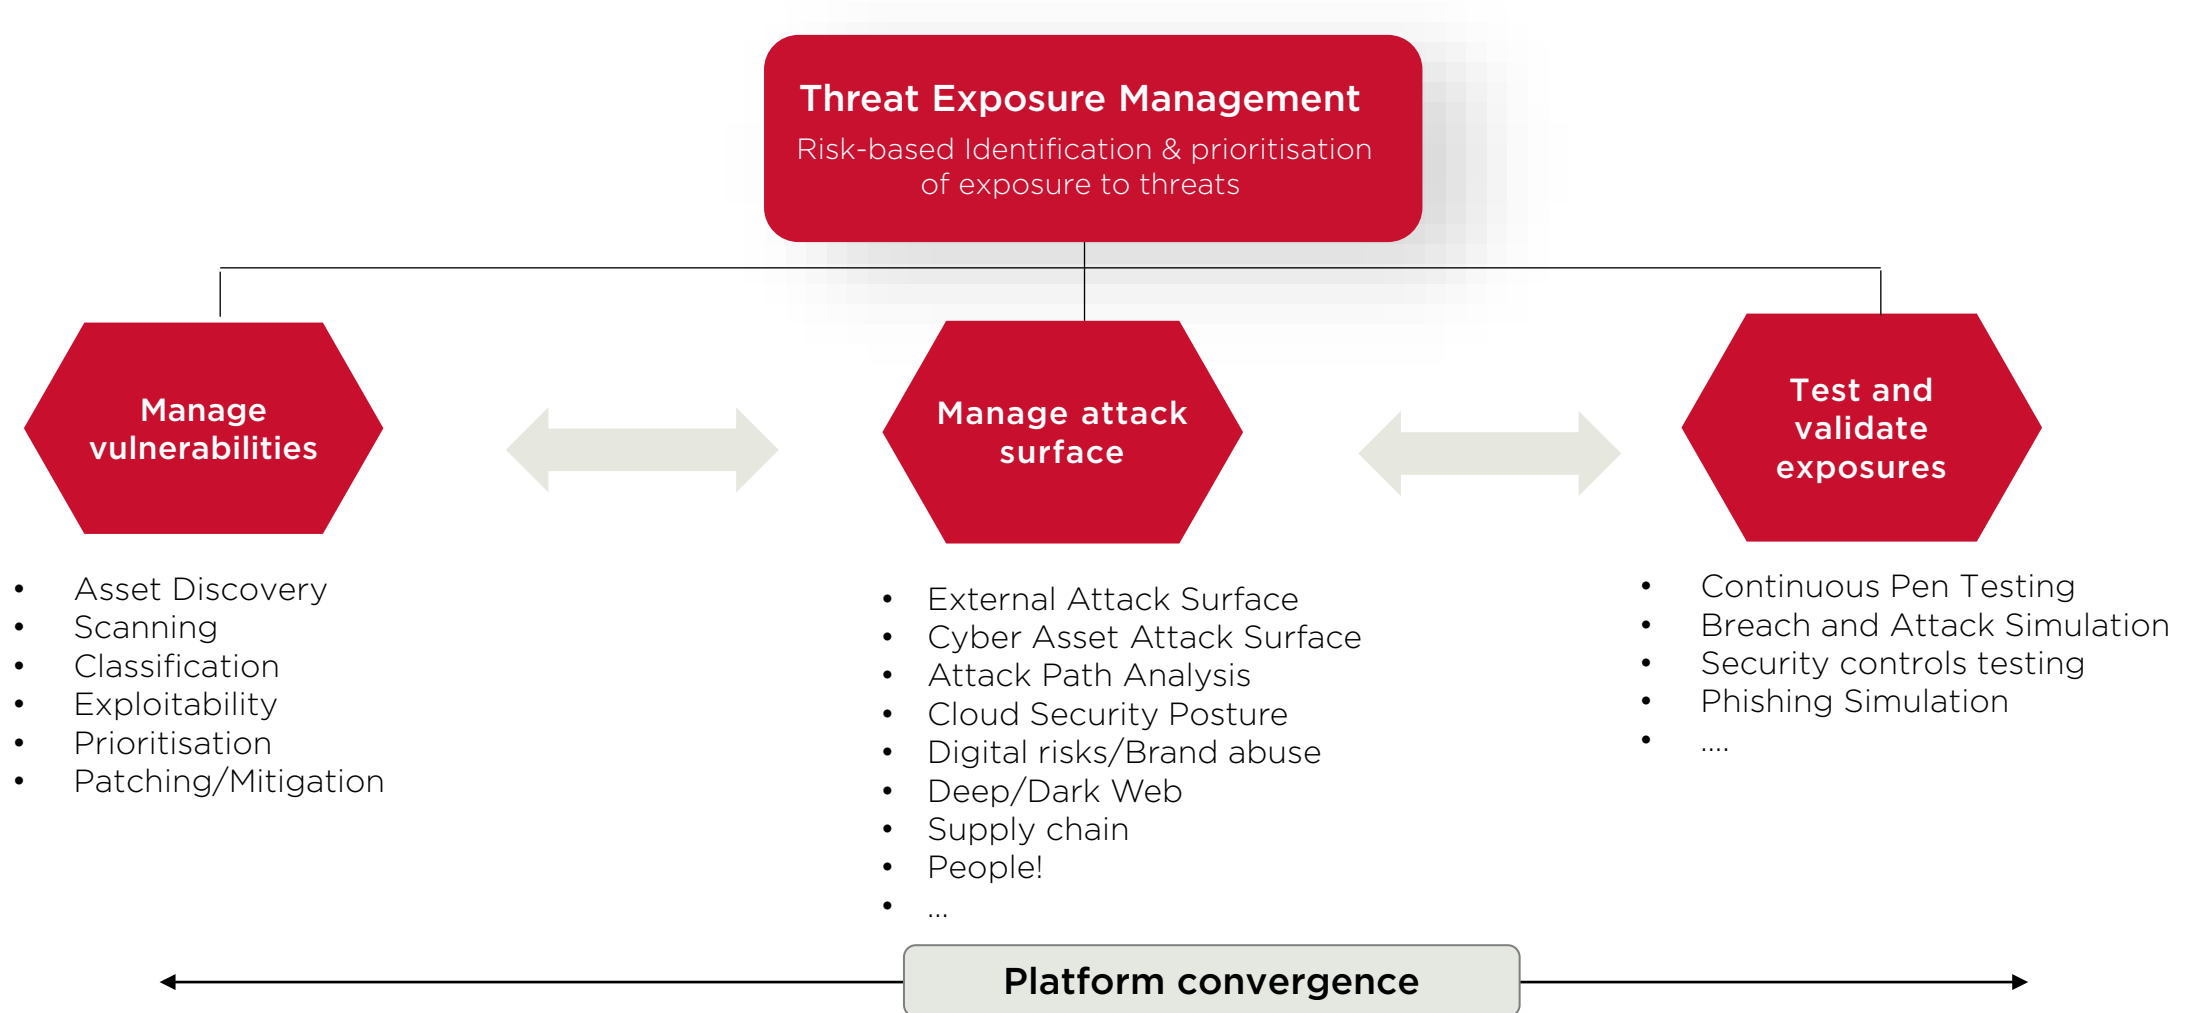 Threat Exposure Management
Risk-based Identification & prioritisation
of exposure to threats
Manage
vulnerabilities
• Asset Discovery
• Scanning
• Classification
• Exploitability
• Prioritisation
• Patching/Mitigation
Manage attack
surface
• External Attack Surface
• Cyber Asset Attack Surface
• Attack Path Analysis
• Cloud Security Posture
• Digital risks/Brand abuse
• Deep/Dark Web
• Supply chain
• People!
• ...
Test and
validate
exposures
• Continuous Pen Testing
• Breach and Attack Simulation
• Security controls testing
• Phishing Simulation
• ....
Platform convergence